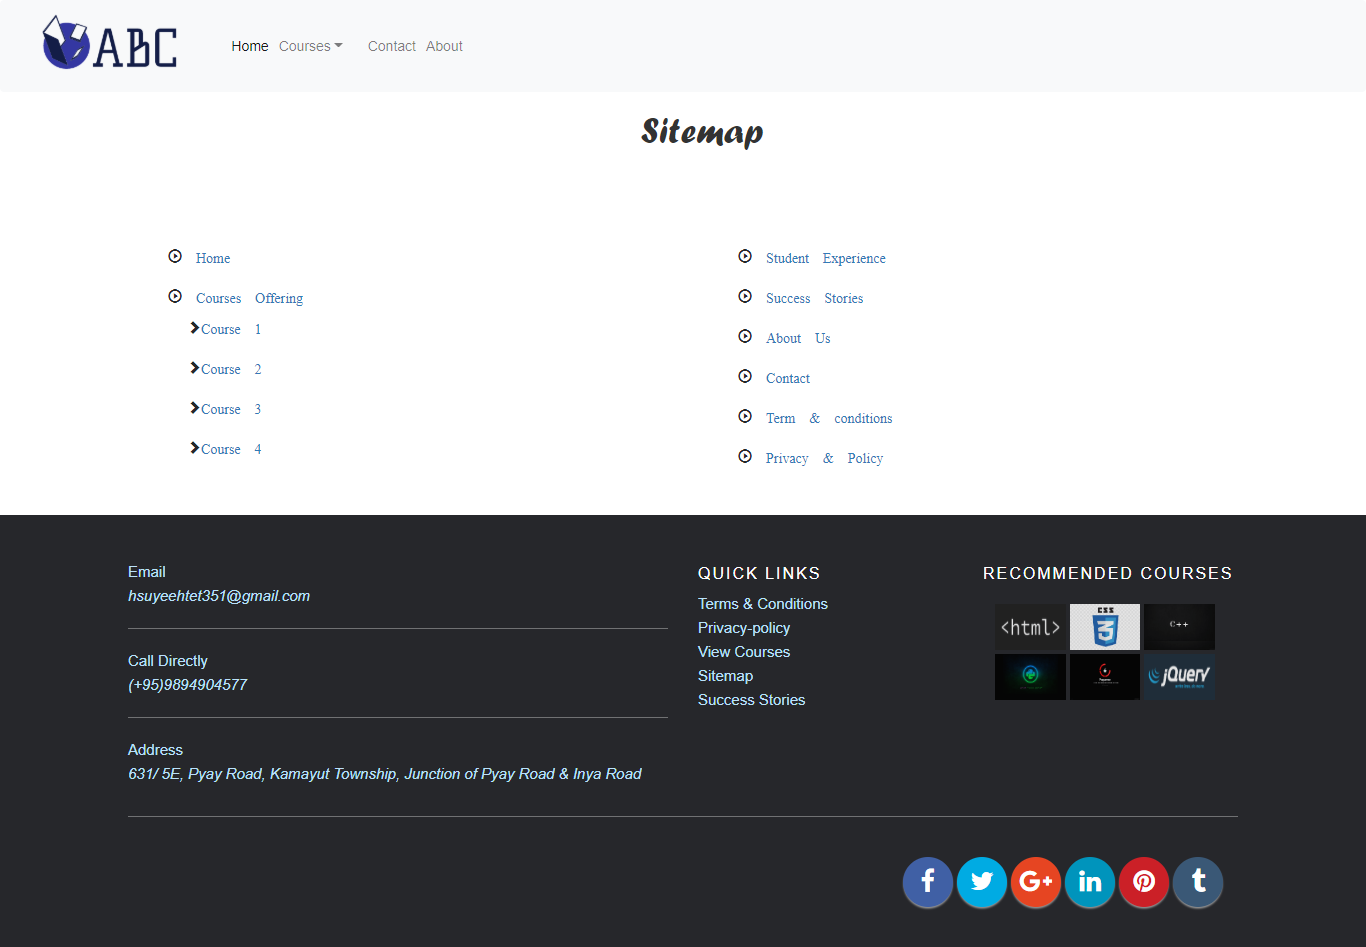 ABC
Home Courses Contact About
Sitemap
Home
Courses Offering
Course 1
Course 2
Course 3
Course 4
Student Experience
Success Stories
About Us
Contact
Term & conditions
Privacy & Policy
Email
hsuyeehtet351@gmail.com
Call Directly
(+95)9894904577
Address
631/ 5E, Pyay Road, Kamayut Township, Junction of Pyay Road & Inya Road
QUICK LINKS
Terms & Conditions
Privacy-policy
View Courses
Sitemap
Success Stories
RECOMMENDED COURSES
<html>
CSS
3
C++
jQuery
f
G+
in
t